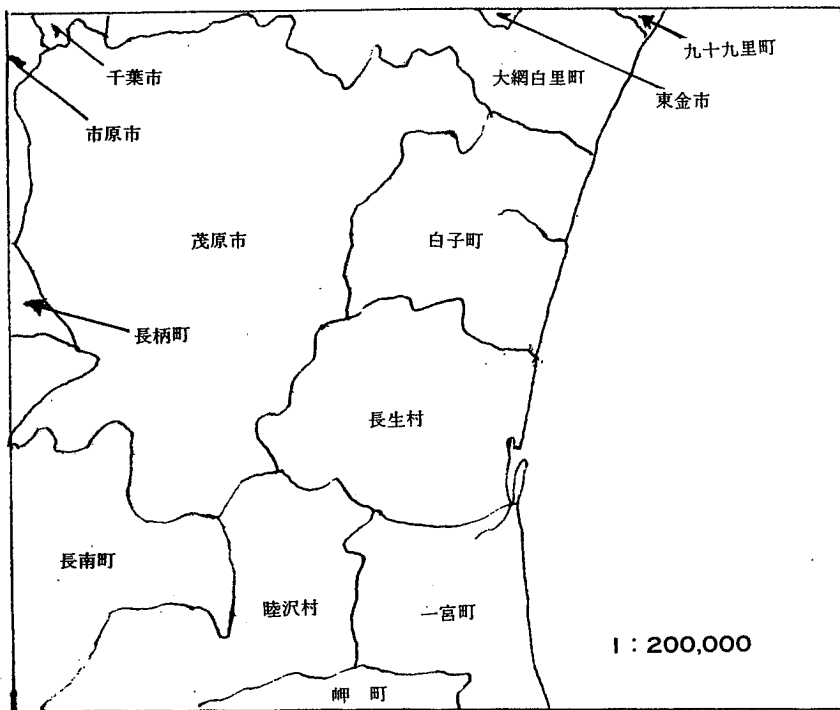 千葉市
九十九里町
大網白里町
東金市
市原市
茂原市
白子町
長柄町
長生村
長南町
睦沢村
一宮町
1:200,000
岬町